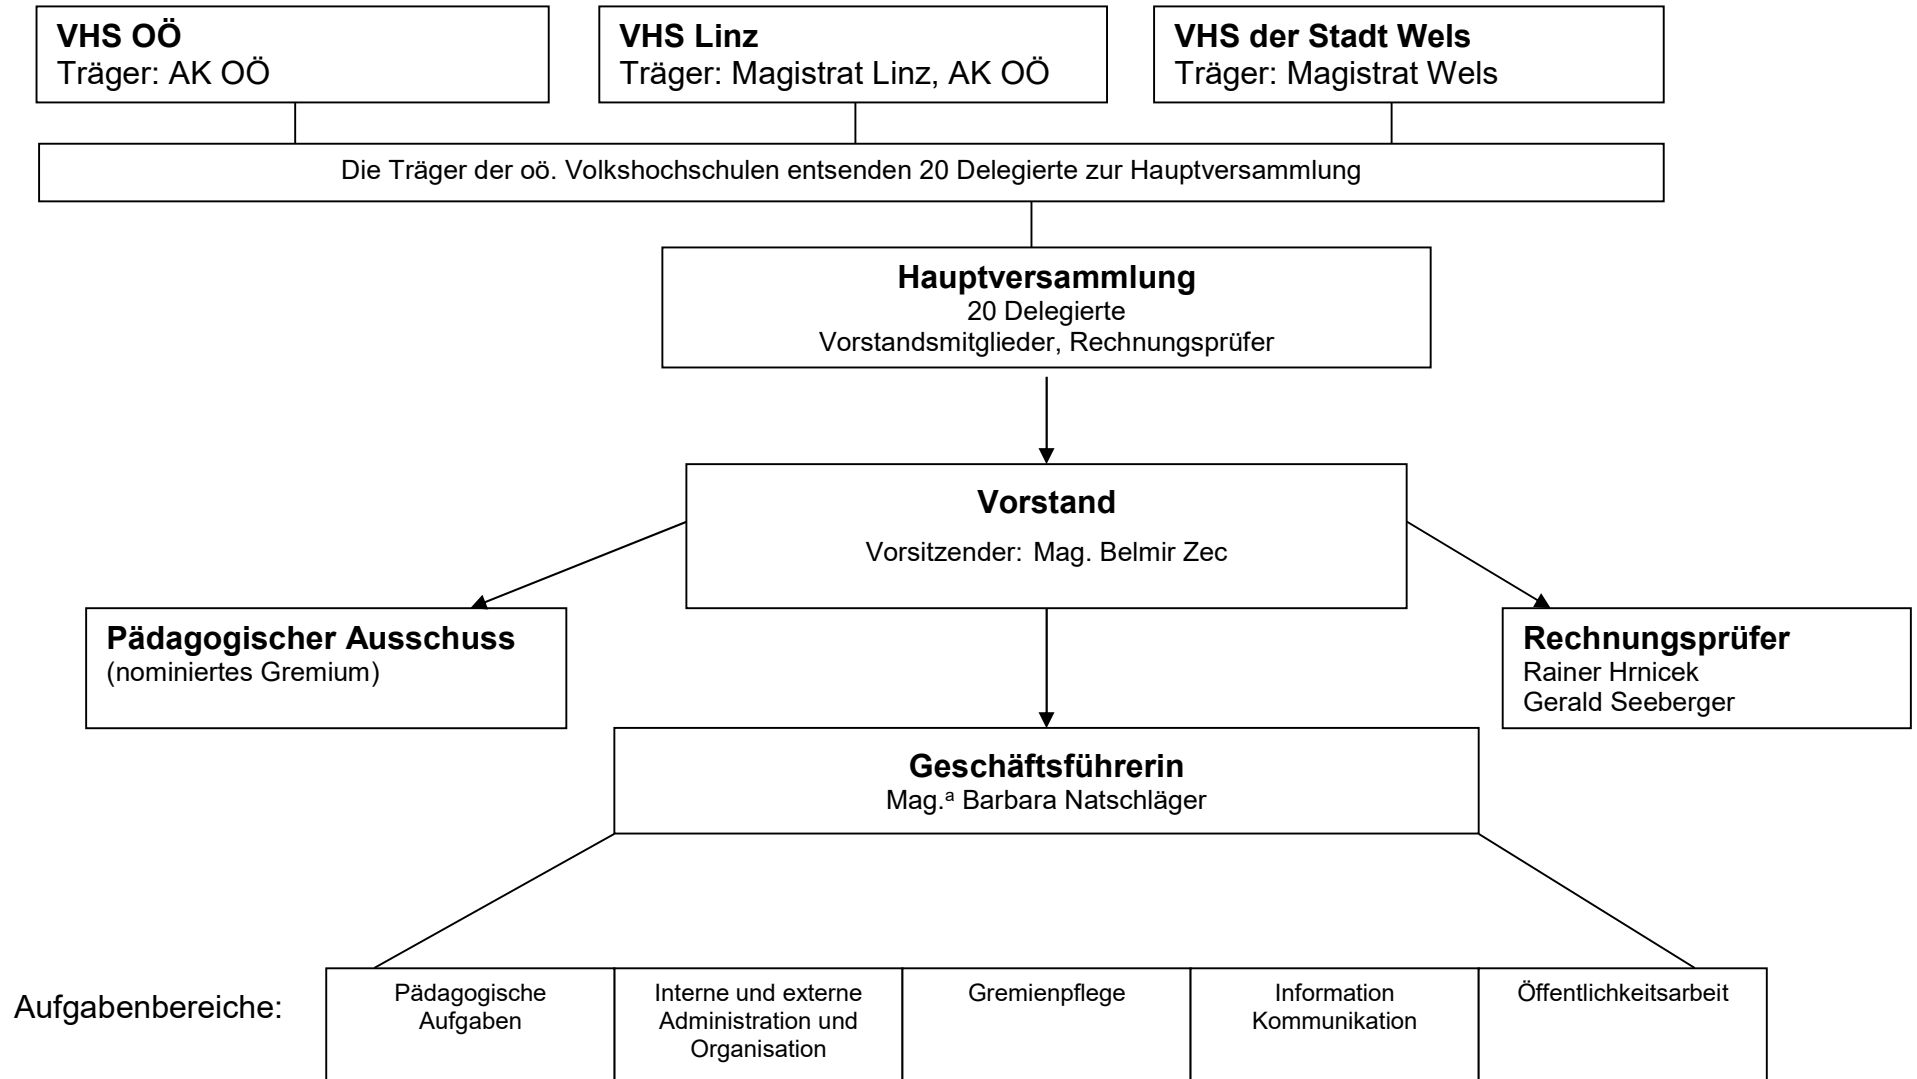 VHS OÖ
Träger: AK OÖ
VHS Linz
Träger: Magistrat Linz, AK OÖ
VHS der Stadt Wels
Träger: Magistrat Wels
Die Träger der oö. Volkshochschulen entsenden 20 Delegierte zur Hauptversammlung
Hauptversammlung
20 Delegierte
Vorstandsmitglieder, Rechnungsprüfer
Vorstand
Vorsitzender: Mag. Belmir Zec
Pädagogischer Ausschuss
(nominiertes Gremium)
Rechnungsprüfer
Rainer Hrnicek
Gerald Seeberger
Geschäftsführerin
Mag.ª Barbara Natschläger
Aufgabenbereiche:
Pädagogische
Aufgaben
Interne und externe
Administration und
Organisation
Gremienpflege
Information
Kommunikation
Öffentlichkeitsarbeit